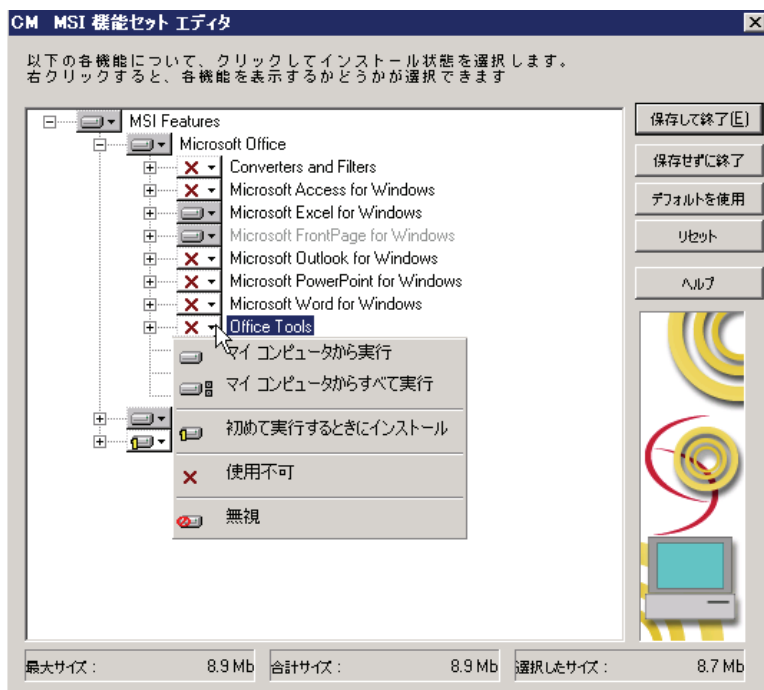 CM MSI 機能セット エディタ
以下の各機能について、クリックしてインストール状態を選択します。
右クリックすると、各機能を表示するかどうかが選択できます
MSI Features
Microsoft Office
Converters and Filters
Microsoft Access for Windows
Microsoft Excel for Windows
Microsoft FrontPage for Windows
Microsoft Outlook for Windows
Microsoft PowerPoint for Windows
Microsoft Word for Windows
Office Tools
マイ コンピュータから実行
マイ コンピュータからすべて実行
初めて実行するときにインストール
使用不可
無視
保存して終了(E)
保存せずに終了
デフォルトを使用
リセット
ヘルプ
最大サイズ: 8.9 Mb 合計サイズ: 8.9 Mb 選択したサイズ: 8.7 Mb